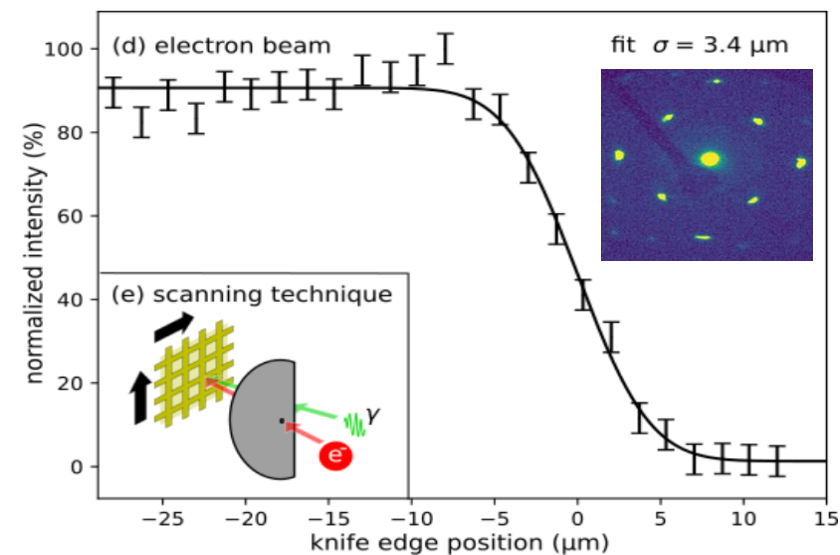 (d) electron beam
fit σ = 3.4 μm
normalized intensity (%)
100
80
60
40
20
0
(e) scanning technique
γ
e⁻
−25 −20 −15 −10 −5 0 5 10 15
knife edge position (μm)